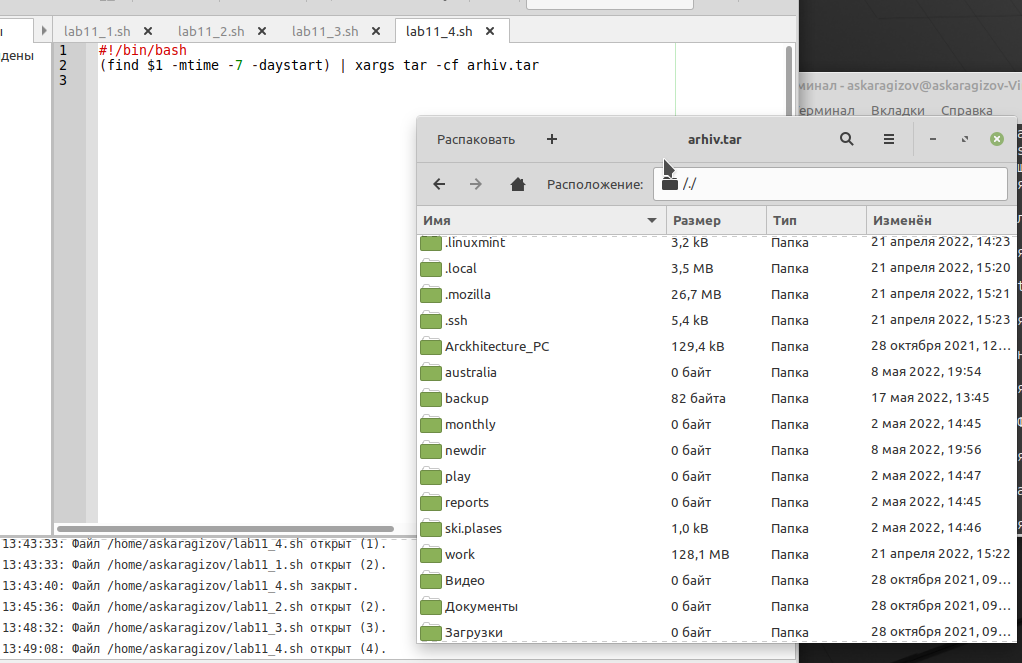 lab11_1.sh ✕ lab11_2.sh ✕ lab11_3.sh ✕ lab11_4.sh ✕
дены
1 #!/bin/bash
2 (find $1 -mtime -7 -daystart) | xargs tar -cf arhiv.tar
3
минал - askaragizov@askaragizov-Vi
ерминал Вкладки Справка
Распаковать + arhiv.tar
Расположение: /./
Имя Размер Тип Изменён
.linuxmint 3,2 kB Папка 21 апреля 2022, 14:23
.local 3,5 MB Папка 21 апреля 2022, 15:20
.mozilla 26,7 MB Папка 21 апреля 2022, 15:21
.ssh 5,4 kB Папка 21 апреля 2022, 15:23
Arckhitecture_PC 129,4 kB Папка 28 октября 2021, 12…
australia 0 байт Папка 8 мая 2022, 19:54
backup 82 байта Папка 17 мая 2022, 13:45
monthly 0 байт Папка 2 мая 2022, 14:45
newdir 0 байт Папка 8 мая 2022, 19:56
play 0 байт Папка 2 мая 2022, 14:47
reports 0 байт Папка 2 мая 2022, 14:45
ski.plases 1,0 kB Папка 2 мая 2022, 14:46
work 128,1 MB Папка 21 апреля 2022, 15:22
Видео 0 байт Папка 28 октября 2021, 09…
Документы 0 байт Папка 28 октября 2021, 09…
Загрузки 0 байт Папка 28 октября 2021, 09…
13:43:33: Файл /home/askaragizov/lab11_4.sh открыт (1).
13:43:33: Файл /home/askaragizov/lab11_1.sh открыт (2).
13:43:40: Файл /home/askaragizov/lab11_4.sh закрыт.
13:45:36: Файл /home/askaragizov/lab11_2.sh открыт (2).
13:48:32: Файл /home/askaragizov/lab11_3.sh открыт (3).
13:49:08: Файл /home/askaragizov/lab11_4.sh открыт (4).